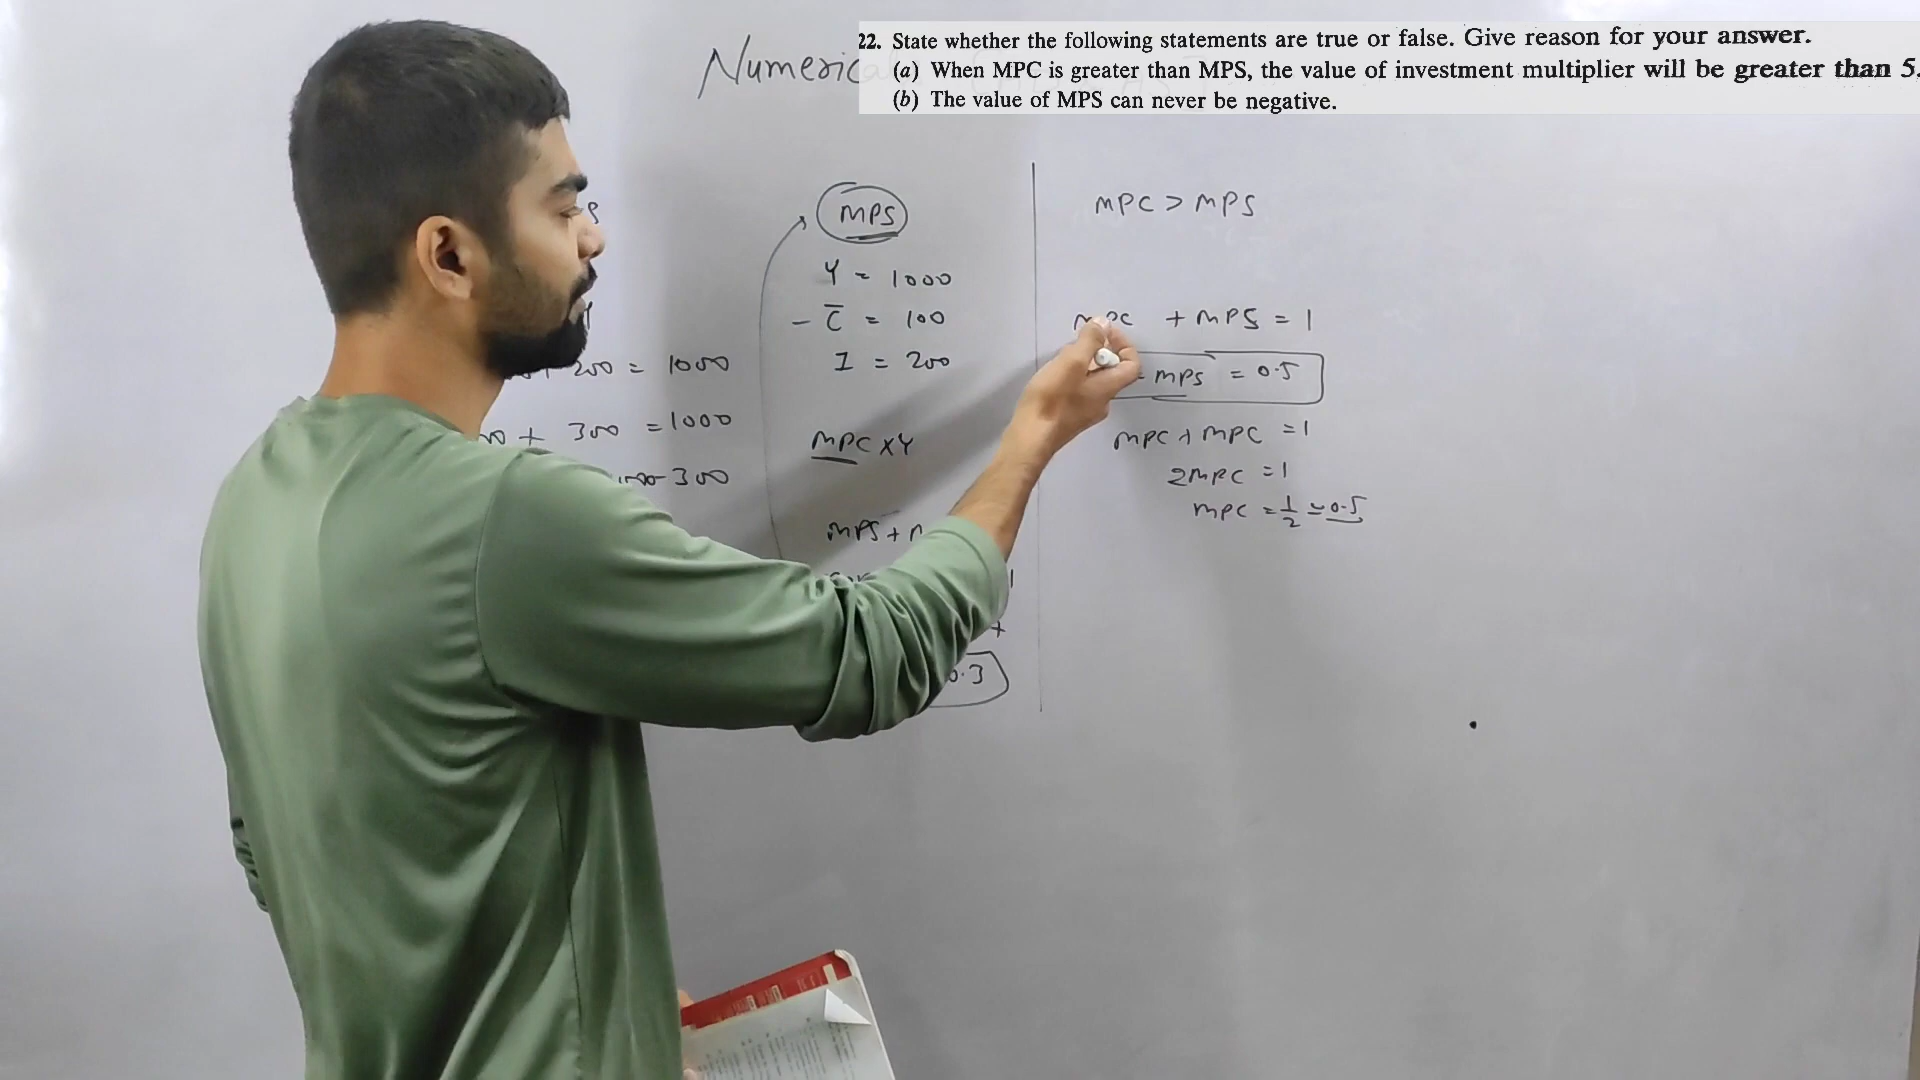 Numeric
22. State whether the following statements are true or false. Give reason for your answer.
(a) When MPC is greater than MPS, the value of investment multiplier will be greater than 5.
(b) The value of MPS can never be negative.
200 = 1000
+ 300 = 1000
300
MPS
Y = 1000
- C̅ = 100
I = 200
MPC x Y
MPS +
0.3
MPC > MPS
MPC + MPS = 1
MPS = 0.5
MPC + MPC = 1
2MPC = 1
MPC = 1/2 = 0.5